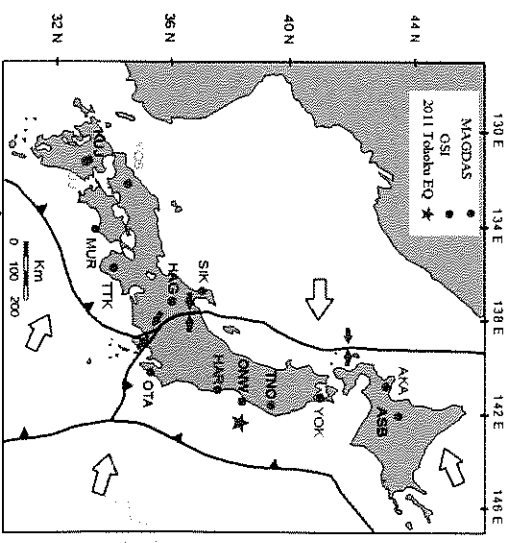 130 E
134 E
138 E
142 E
146 E
32 N
36 N
40 N
44 N
MAGDAS
GSI
2011 Tohoku EQ
AKA
ASB
YOK
TNO
ONW
HAR
OTA
SIK
HAG
TTK
MUR
KUJ
Km
0 100 200